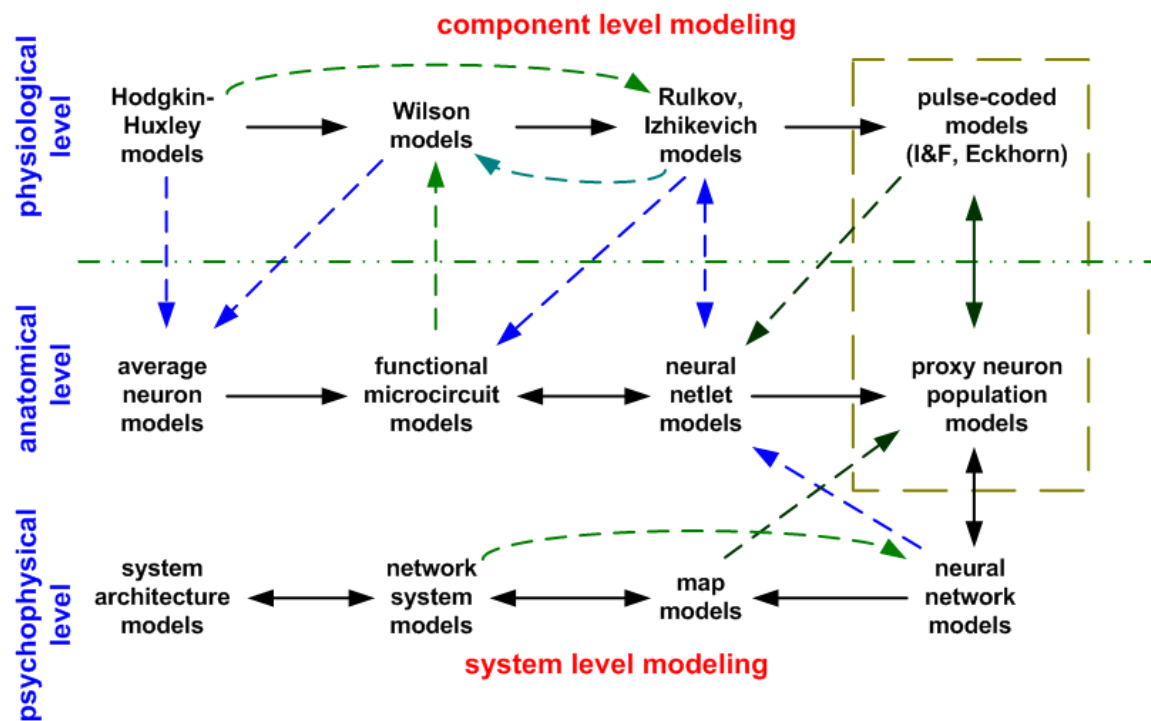 component level modeling
physiological
level
Hodgkin-
Huxley
models
Wilson
models
Rulkov,
Izhikevich
models
pulse-coded
models
(I&F, Eckhorn)
anatomical
level
average
neuron
models
functional
microcircuit
models
neural
netlet
models
proxy neuron
population
models
psychophysical
level
system
architecture
models
network
system
models
map
models
neural
network
models
system level modeling